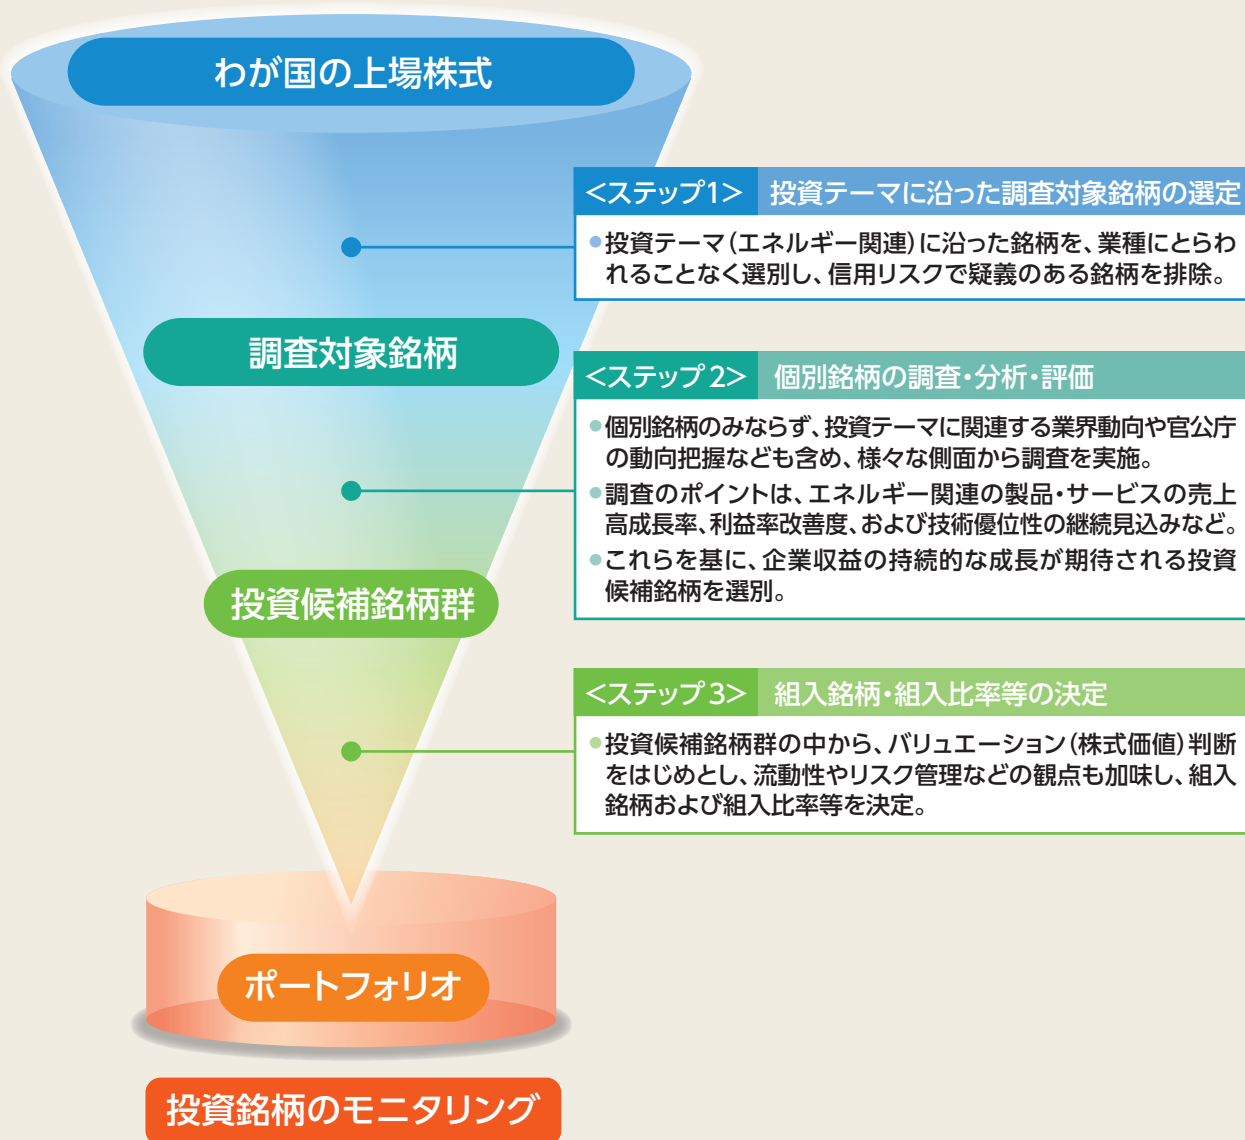 わが国の上場株式
<ステップ1> 投資テーマに沿った調査対象銘柄の選定
●投資テーマ(エネルギー関連)に沿った銘柄を、業種にとらわ
れることなく選別し、信用リスクで疑義のある銘柄を排除。
調査対象銘柄
<ステップ2> 個別銘柄の調査・分析・評価
●個別銘柄のみならず、投資テーマに関連する業界動向や官公庁
の動向把握なども含め、様々な側面から調査を実施。
●調査のポイントは、エネルギー関連の製品・サービスの売上
高成長率、利益率改善度、および技術優位性の継続見込みなど。
●これらを基に、企業収益の持続的な成長が期待される投資
候補銘柄を選別。
投資候補銘柄群
<ステップ3> 組入銘柄・組入比率等の決定
●投資候補銘柄群の中から、バリュエーション(株式価値)判断
をはじめとし、流動性やリスク管理などの観点も加味し、組入
銘柄および組入比率等を決定。
ポートフォリオ
投資銘柄のモニタリング